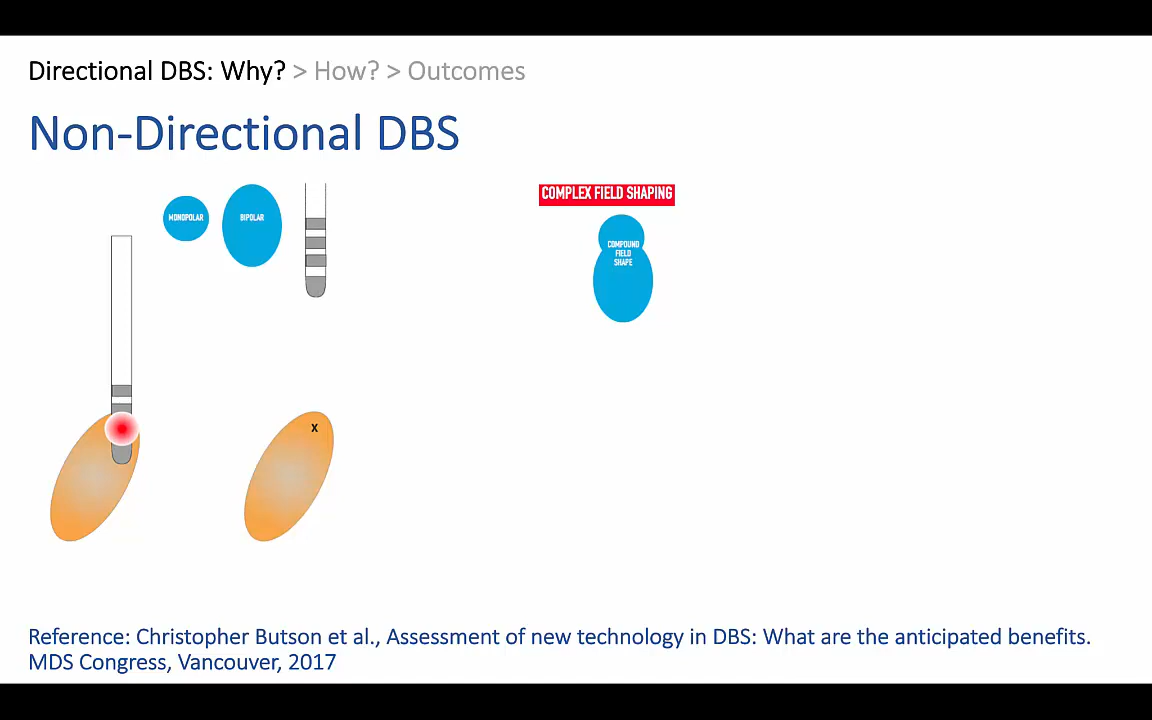 Directional DBS: Why? > How? > Outcomes
Non-Directional DBS
MONOPOLAR
BIPOLAR
COMPLEX FIELD SHAPING
COMPOUND
FIELD
SHAPE
x
Reference: Christopher Butson et al., Assessment of new technology in DBS: What are the anticipated benefits.
MDS Congress, Vancouver, 2017